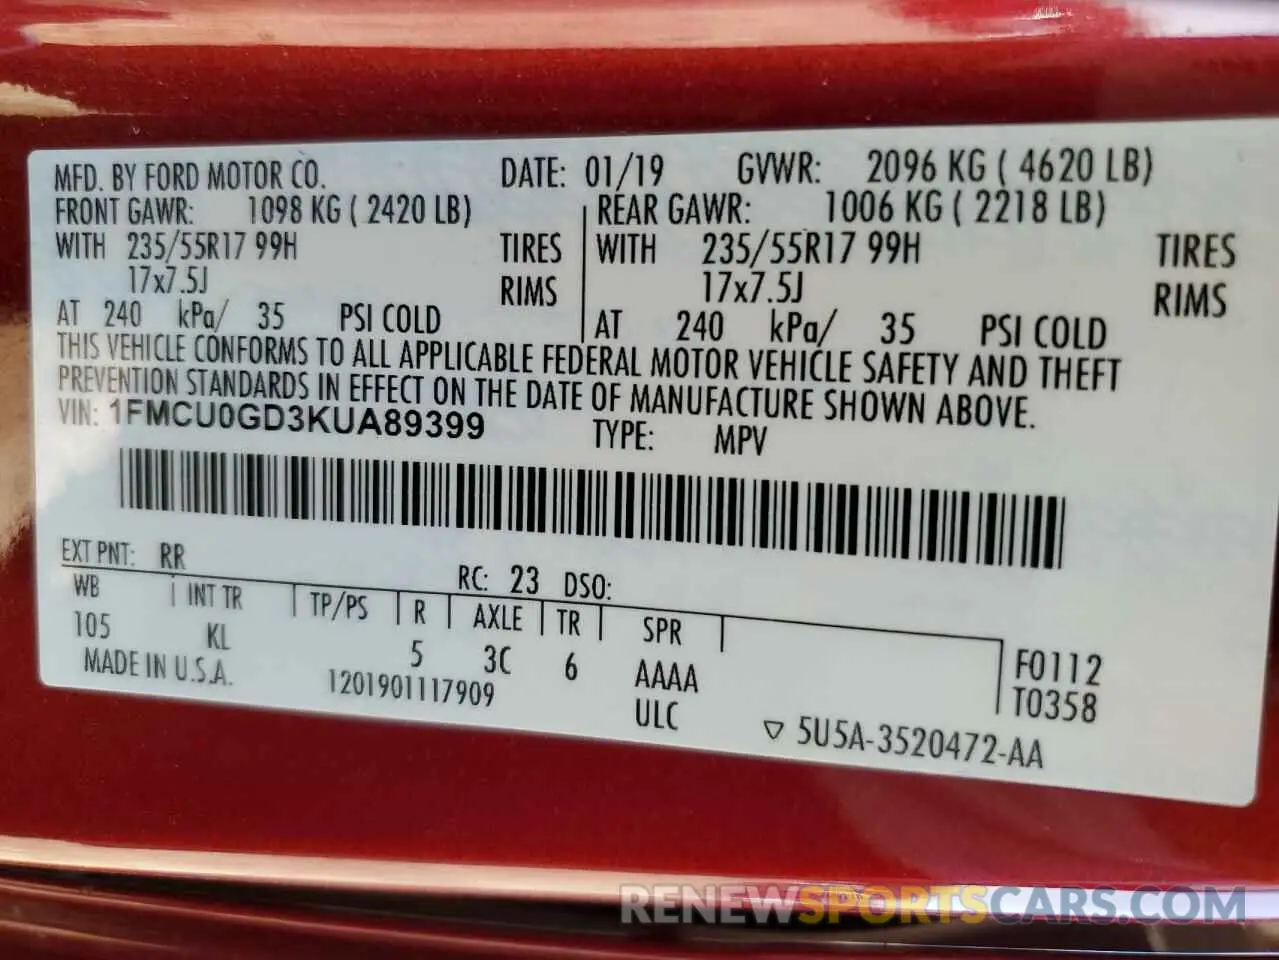 MFD. BY FORD MOTOR CO. DATE: 01/19 GVWR: 2096 KG ( 4620 LB)
FRONT GAWR: 1098 KG ( 2420 LB) REAR GAWR: 1006 KG ( 2218 LB)
WITH 235/55R17 99H TIRES WITH 235/55R17 99H TIRES
17x7.5J RIMS 17x7.5J RIMS
AT 240 kPa/ 35 PSI COLD AT 240 kPa/ 35 PSI COLD
THIS VEHICLE CONFORMS TO ALL APPLICABLE FEDERAL MOTOR VEHICLE SAFETY AND THEFT
PREVENTION STANDARDS IN EFFECT ON THE DATE OF MANUFACTURE SHOWN ABOVE.
VIN: 1FMCU0GD3KUA89399 TYPE: MPV
EXT PNT: RR RC: 23 DSO:
WB INT TR TP/PS R AXLE TR SPR
105 KL 5 3C 6 AAAA F0112
MADE IN U.S.A. 1201901117909 ULC T0358
▽ 5U5A-3520472-AA
RENEWSPORTSCARS.COM